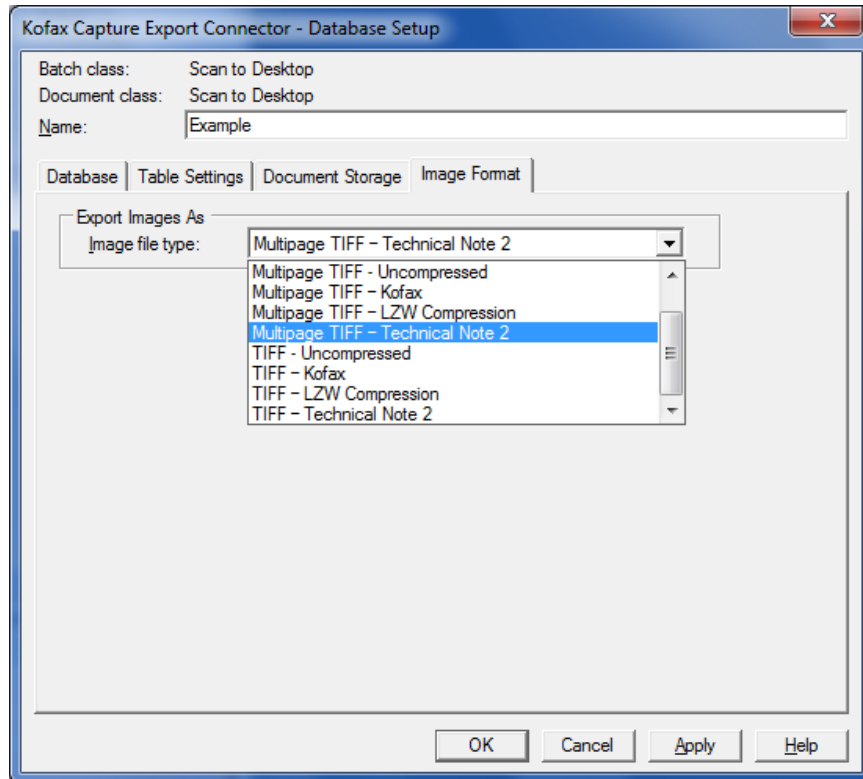 Kofax Capture Export Connector - Database Setup
Batch class: Scan to Desktop
Document class: Scan to Desktop
Name: Example
Database Table Settings Document Storage Image Format
Export Images As
Image file type: Multipage TIFF – Technical Note 2
Multipage TIFF - Uncompressed
Multipage TIFF – Kofax
Multipage TIFF – LZW Compression
Multipage TIFF – Technical Note 2
TIFF - Uncompressed
TIFF – Kofax
TIFF – LZW Compression
TIFF – Technical Note 2
OK Cancel Apply Help